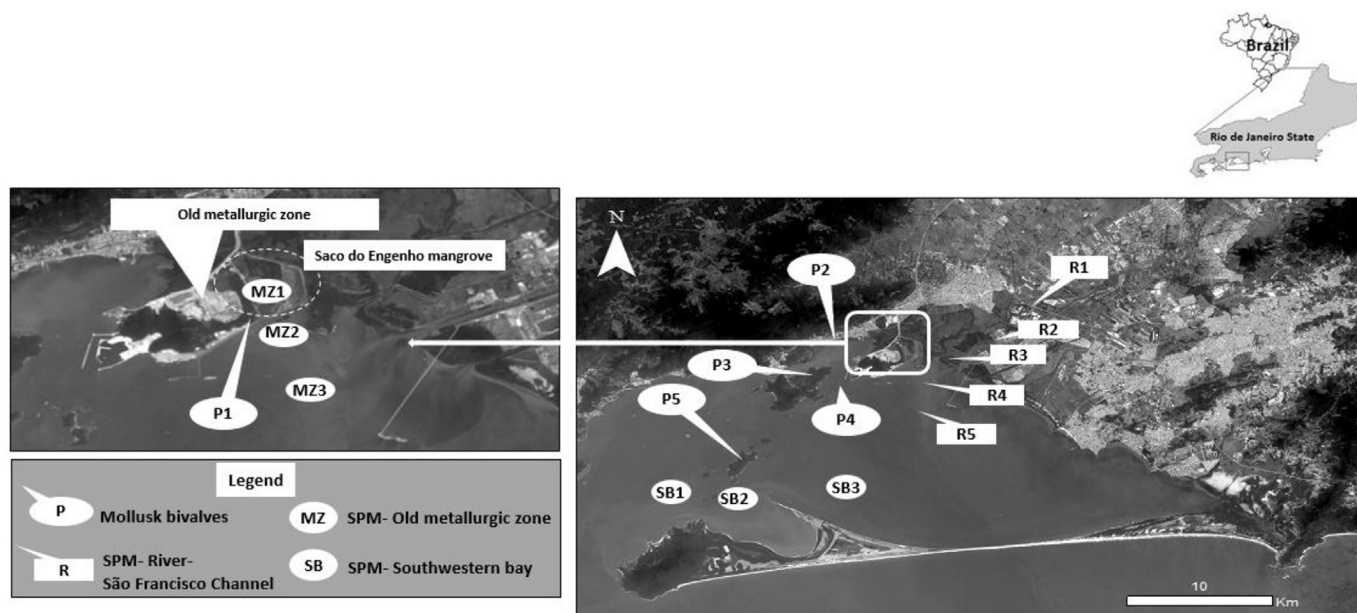 Brazil
Rio de Janeiro State
Old metallurgic zone
Saco do Engenho mangrove
MZ1
MZ2
MZ3
P1
N
P2
P3
P5
P4
R1
R2
R3
R4
R5
SB1
SB2
SB3
10
Km
Legend
P
Mollusk bivalves
MZ
SPM- Old metallurgic zone
R
SPM- River-
São Francisco Channel
SB
SPM- Southwestern bay